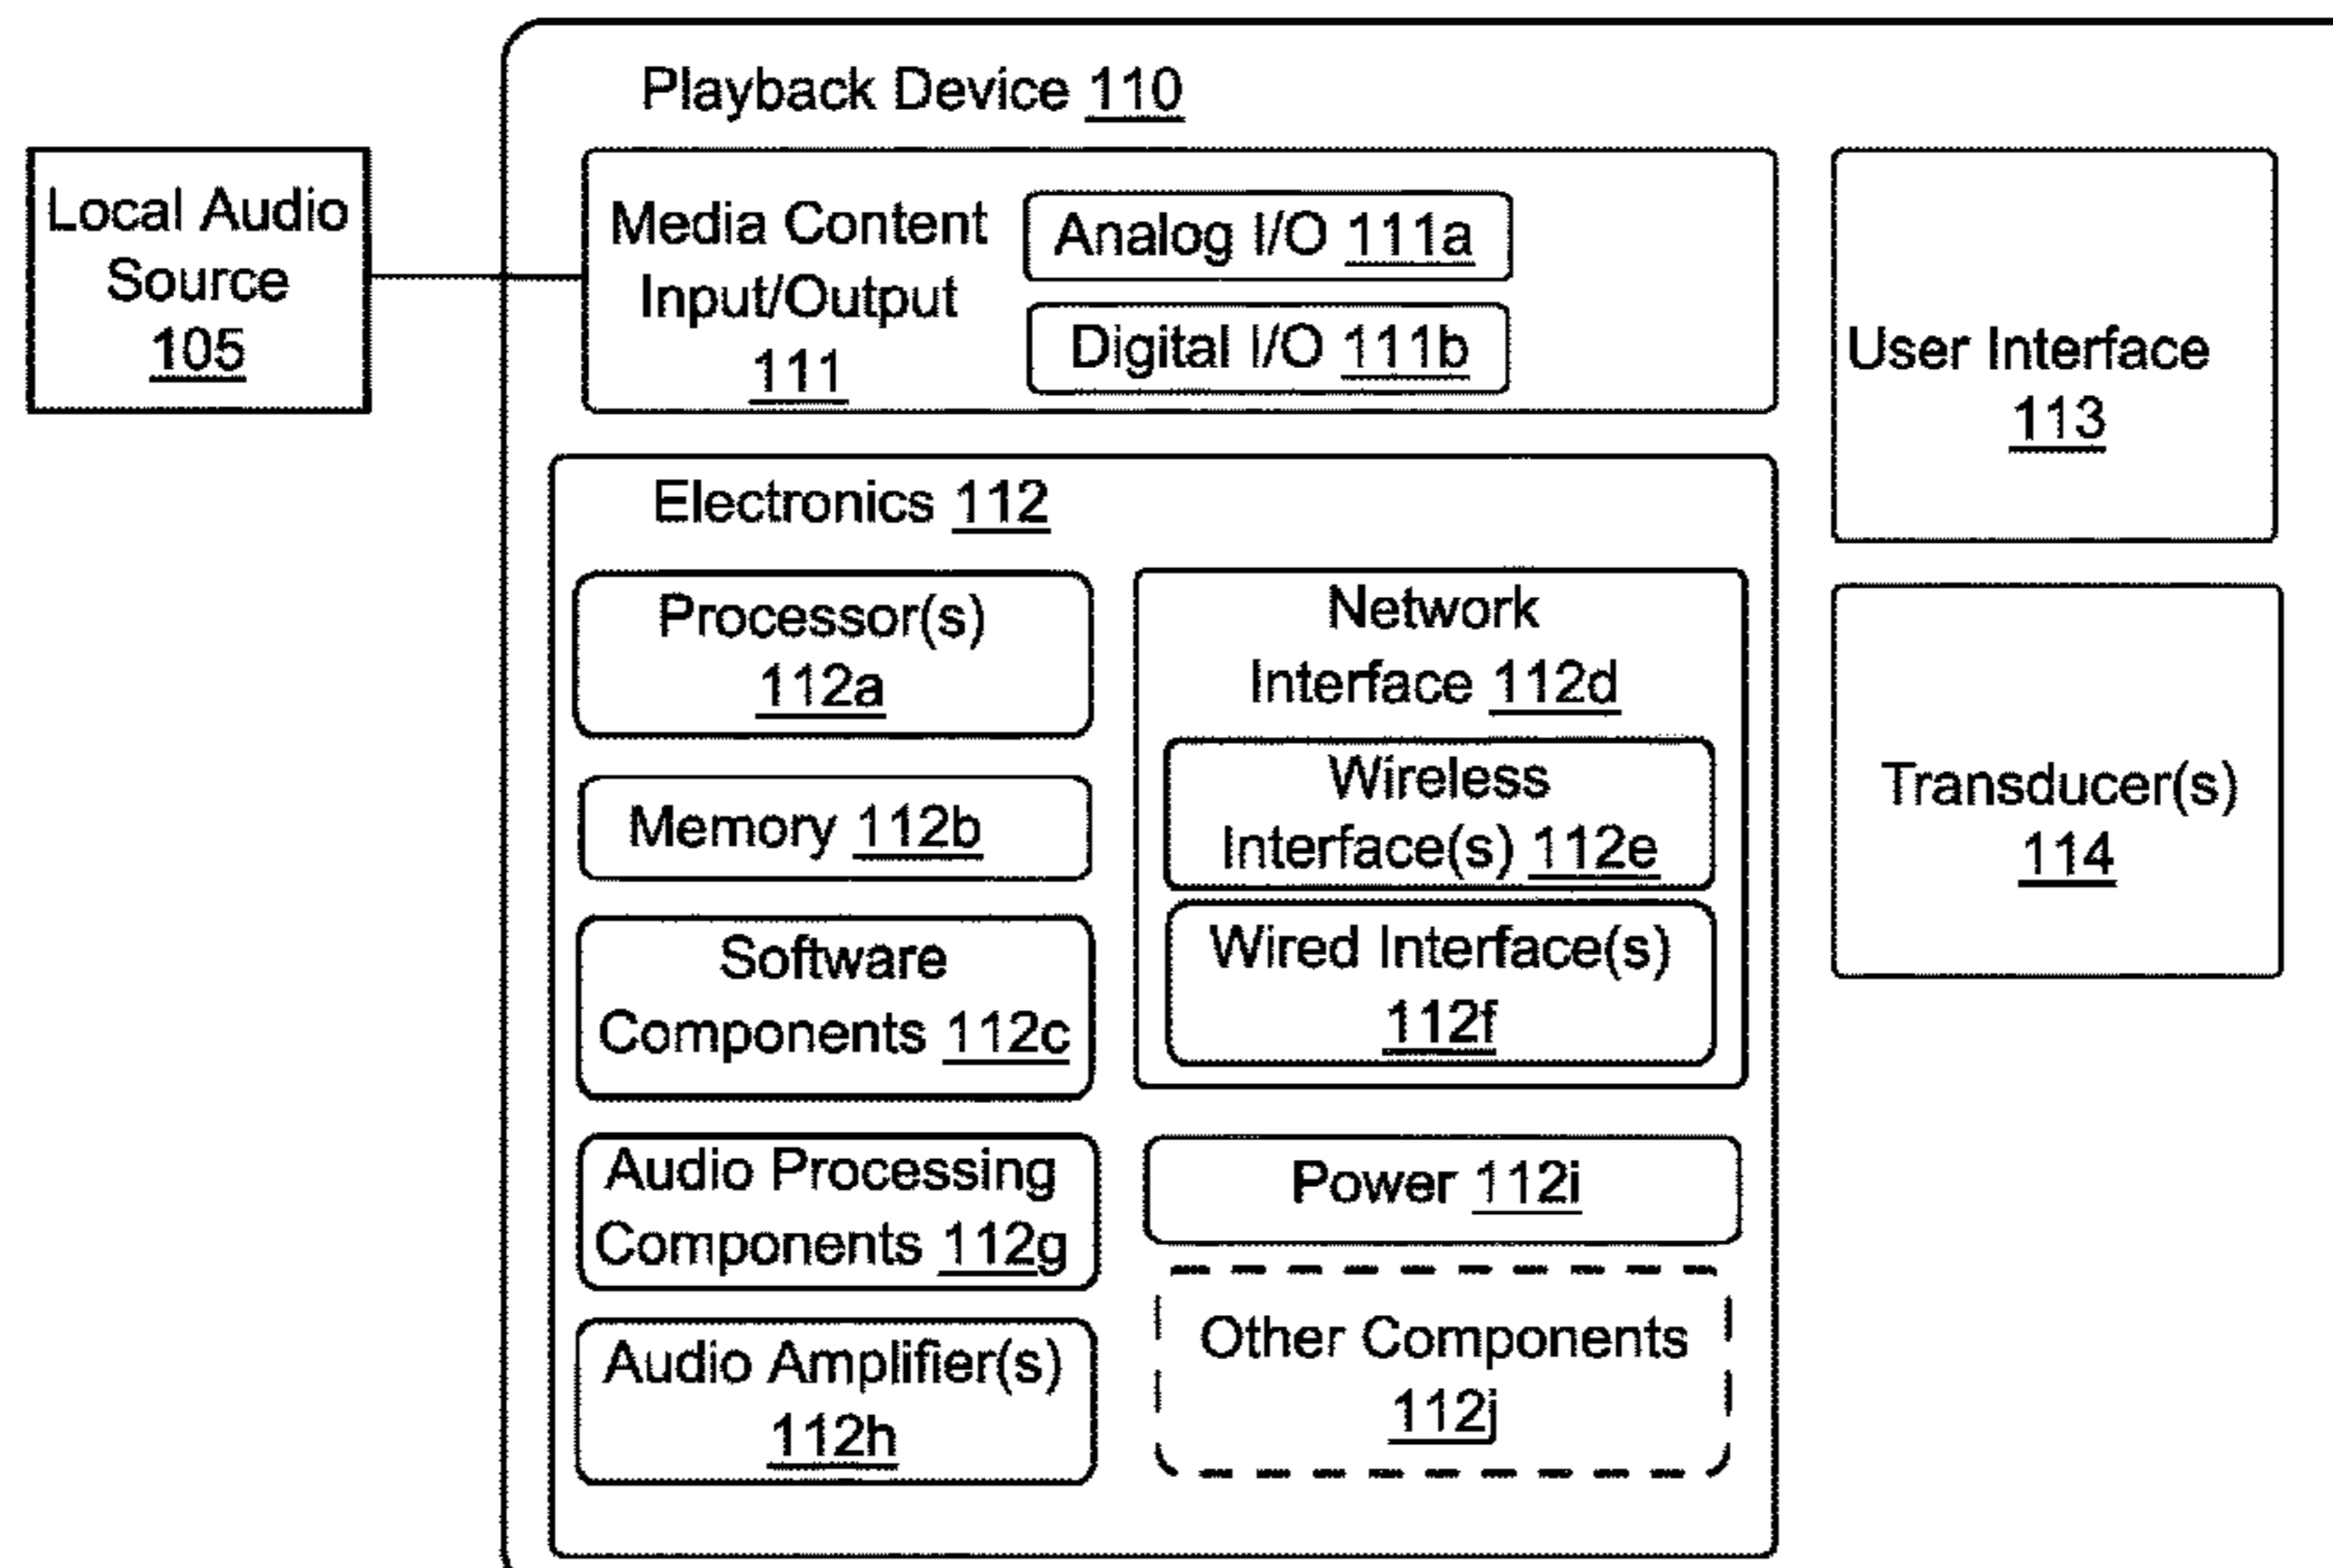 Playback Device 110
Local Audio
Source
105
Media Content
Input/Output
111
Analog I/O 111a
Digital I/O 111b
User Interface
113
Electronics 112
Processor(s)
112a
Memory 112b
Software
Components 112c
Audio Processing
Components 112g
Audio Amplifier(s)
112h
Network
Interface 112d
Wireless
Interface(s) 112e
Wired Interface(s)
112f
Power 112i
Other Components
112j
Transducer(s)
114